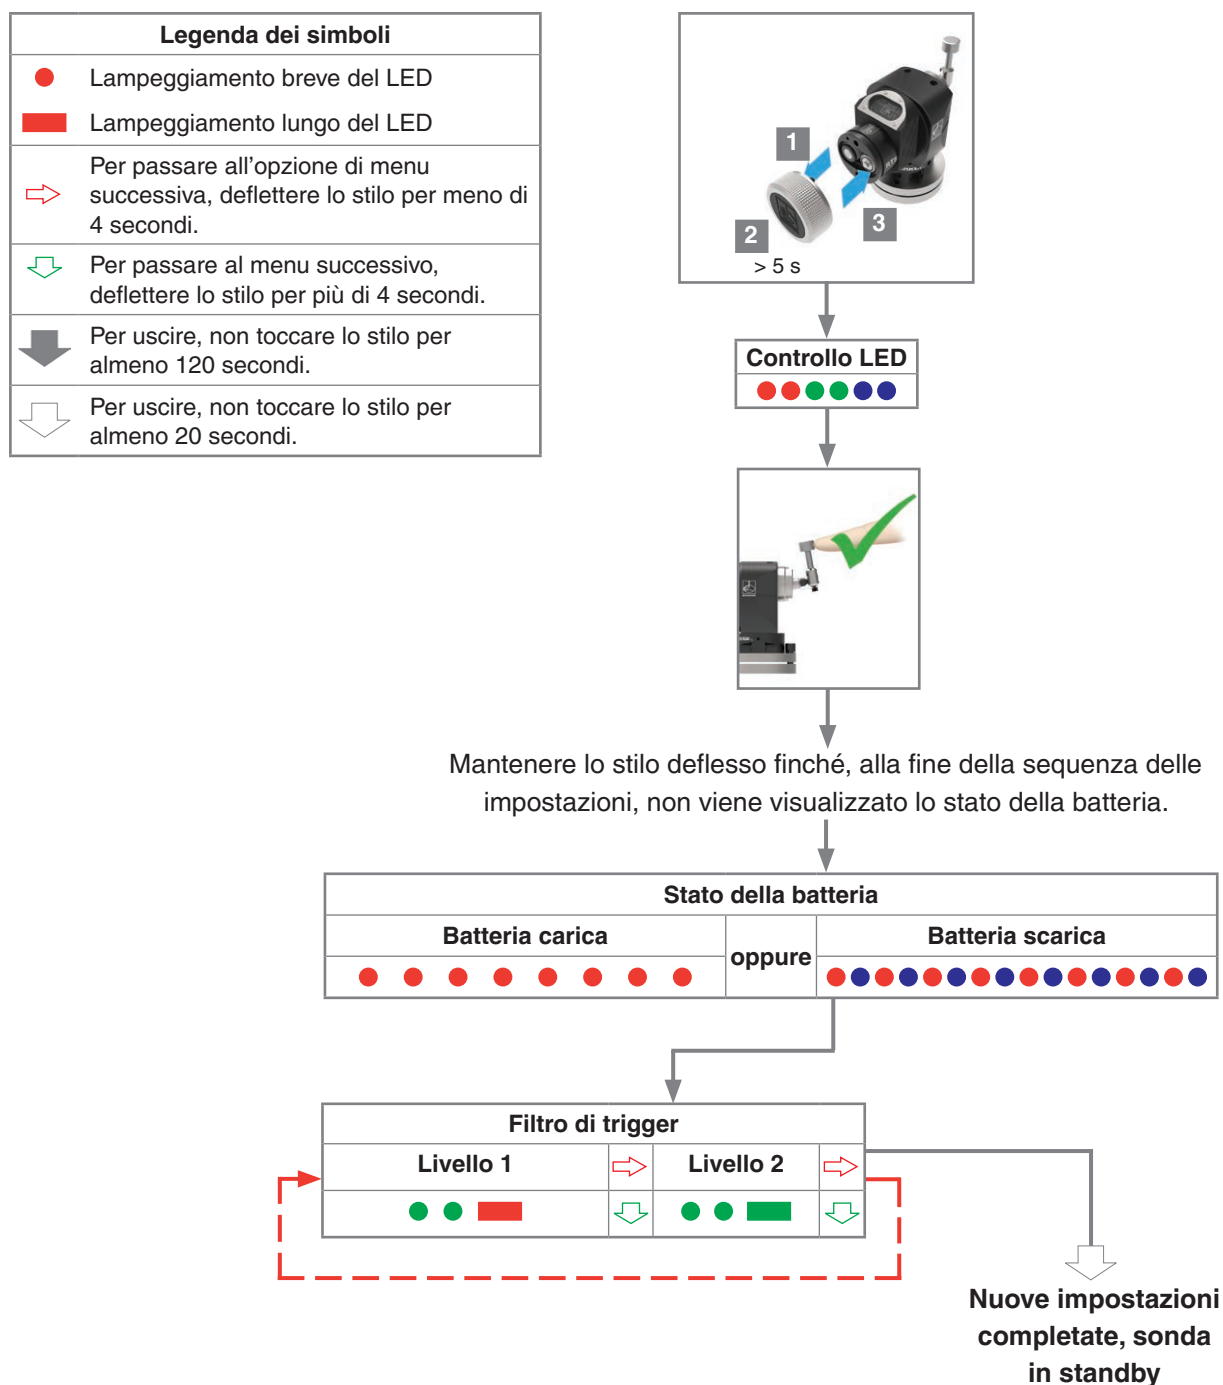 Legenda dei simboli
Lampeggiamento breve del LED
Lampeggiamento lungo del LED
Per passare all'opzione di menu
successiva, deflettere lo stilo per meno di
4 secondi.
Per passare al menu successivo,
deflettere lo stilo per più di 4 secondi.
Per uscire, non toccare lo stilo per
almeno 120 secondi.
Per uscire, non toccare lo stilo per
almeno 20 secondi.
1
2
3
> 5 s
Controllo LED
Mantenere lo stilo deflesso finché, alla fine della sequenza delle
impostazioni, non viene visualizzato lo stato della batteria.
Stato della batteria
Batteria carica
oppure
Batteria scarica
Filtro di trigger
Livello 1
Livello 2
Nuove impostazioni
completate, sonda
in standby